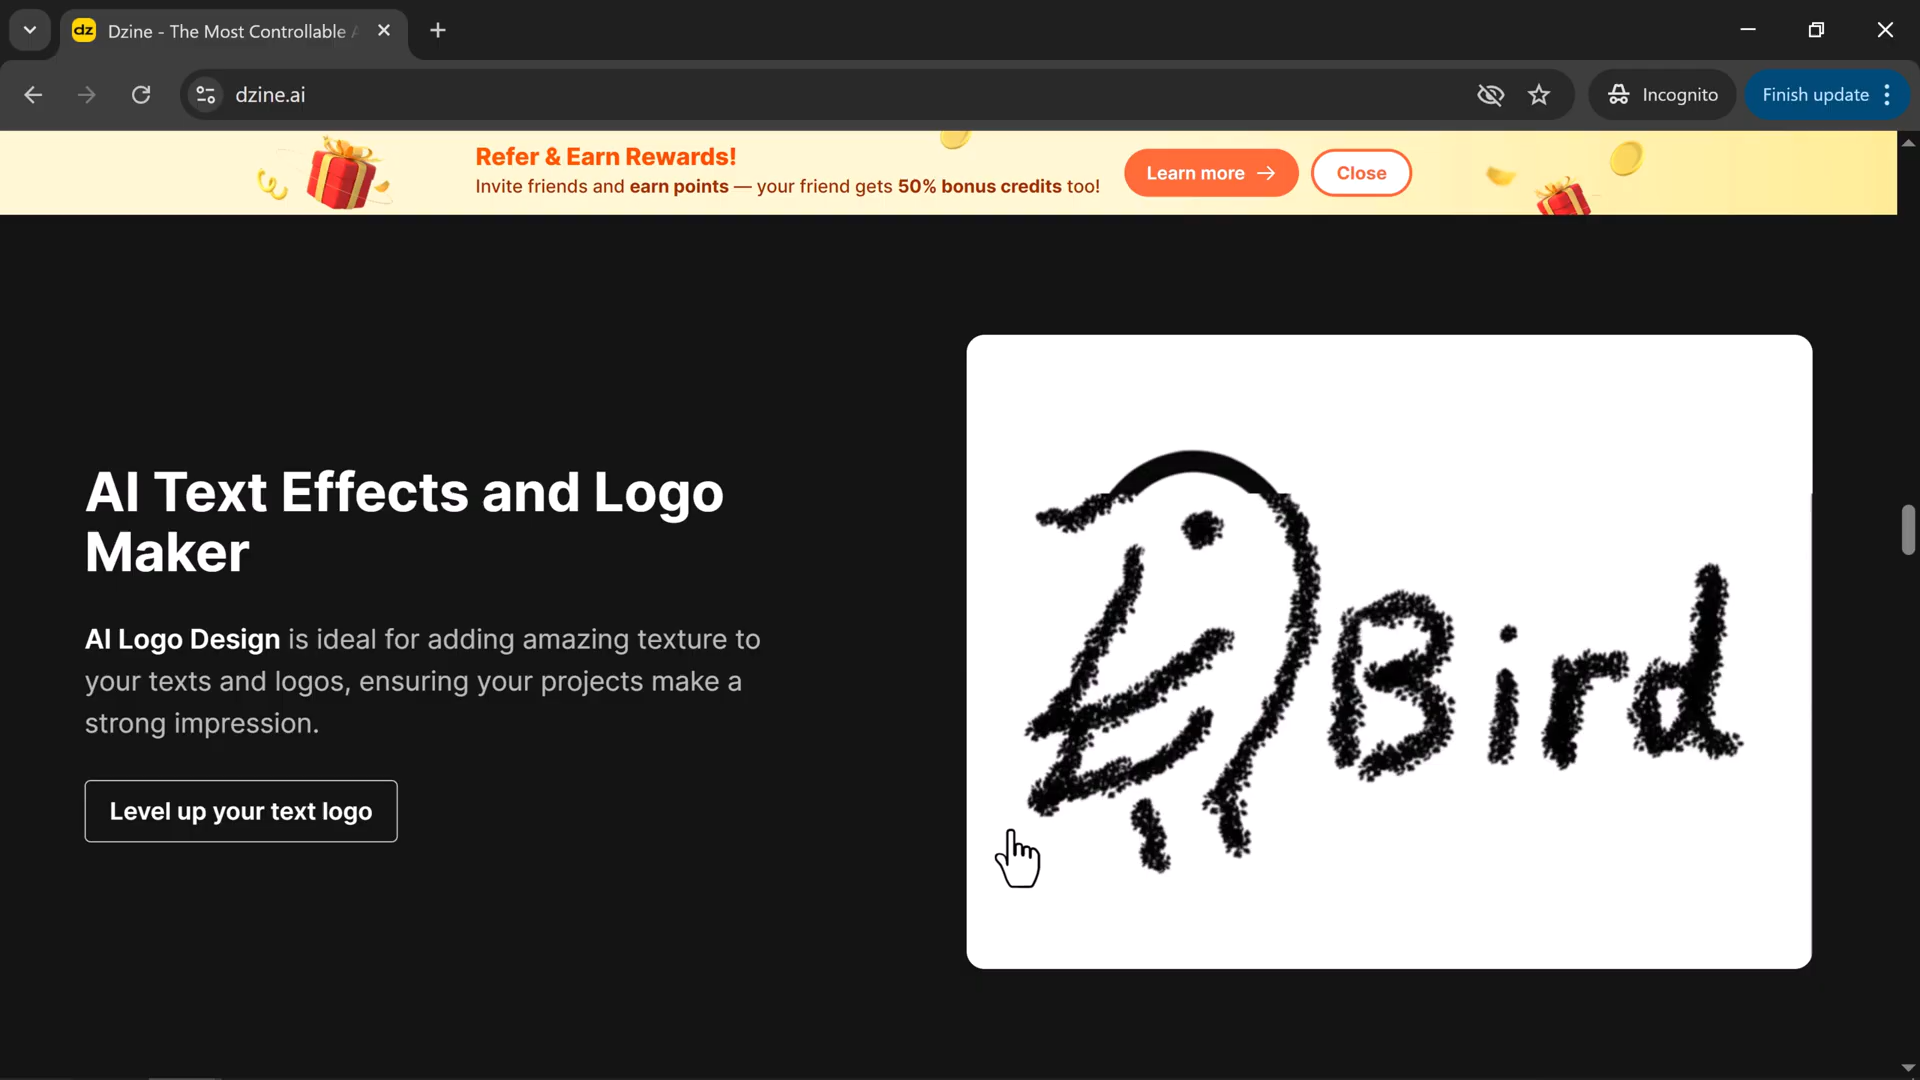 dz
Dzine - The Most Controllable A
dzine.ai
Incognito
Finish update
Refer & Earn Rewards!
Invite friends and earn points — your friend gets 50% bonus credits too!
Learn more →
Close
AI Text Effects and Logo
Maker
AI Logo Design is ideal for adding amazing texture to
your texts and logos, ensuring your projects make a
strong impression.
Level up your text logo
Bird